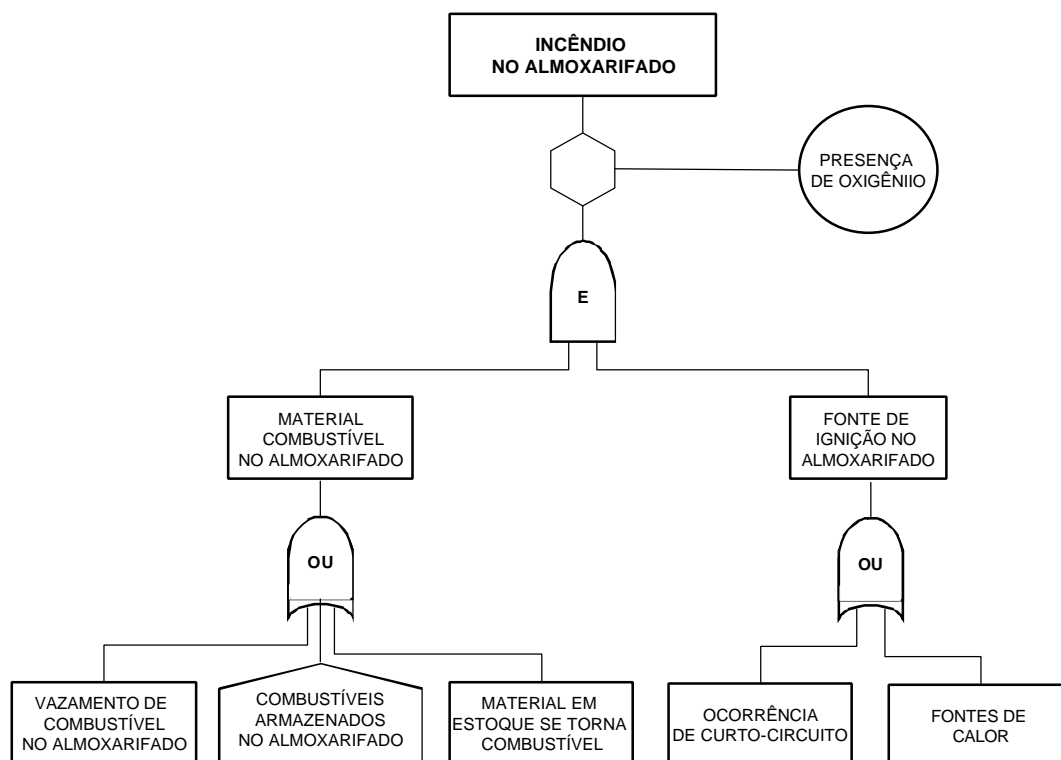 INCÊNDIO
NO ALMOXARIFADO
PRESENÇA
DE OXIGÊNIIO
E
MATERIAL
COMBUSTÍVEL
NO ALMOXARIFADO
FONTE DE
IGNIÇÃO NO
ALMOXARIFADO
OU
OU
VAZAMENTO DE
COMBUSTÍVEL
NO ALMOXARIFADO
COMBUSTÍVEIS
ARMAZENADOS
NO ALMOXARIFADO
MATERIAL EM
ESTOQUE SE TORNA
COMBUSTÍVEL
OCORRÊNCIA
DE CURTO-CIRCUITO
FONTES DE
CALOR